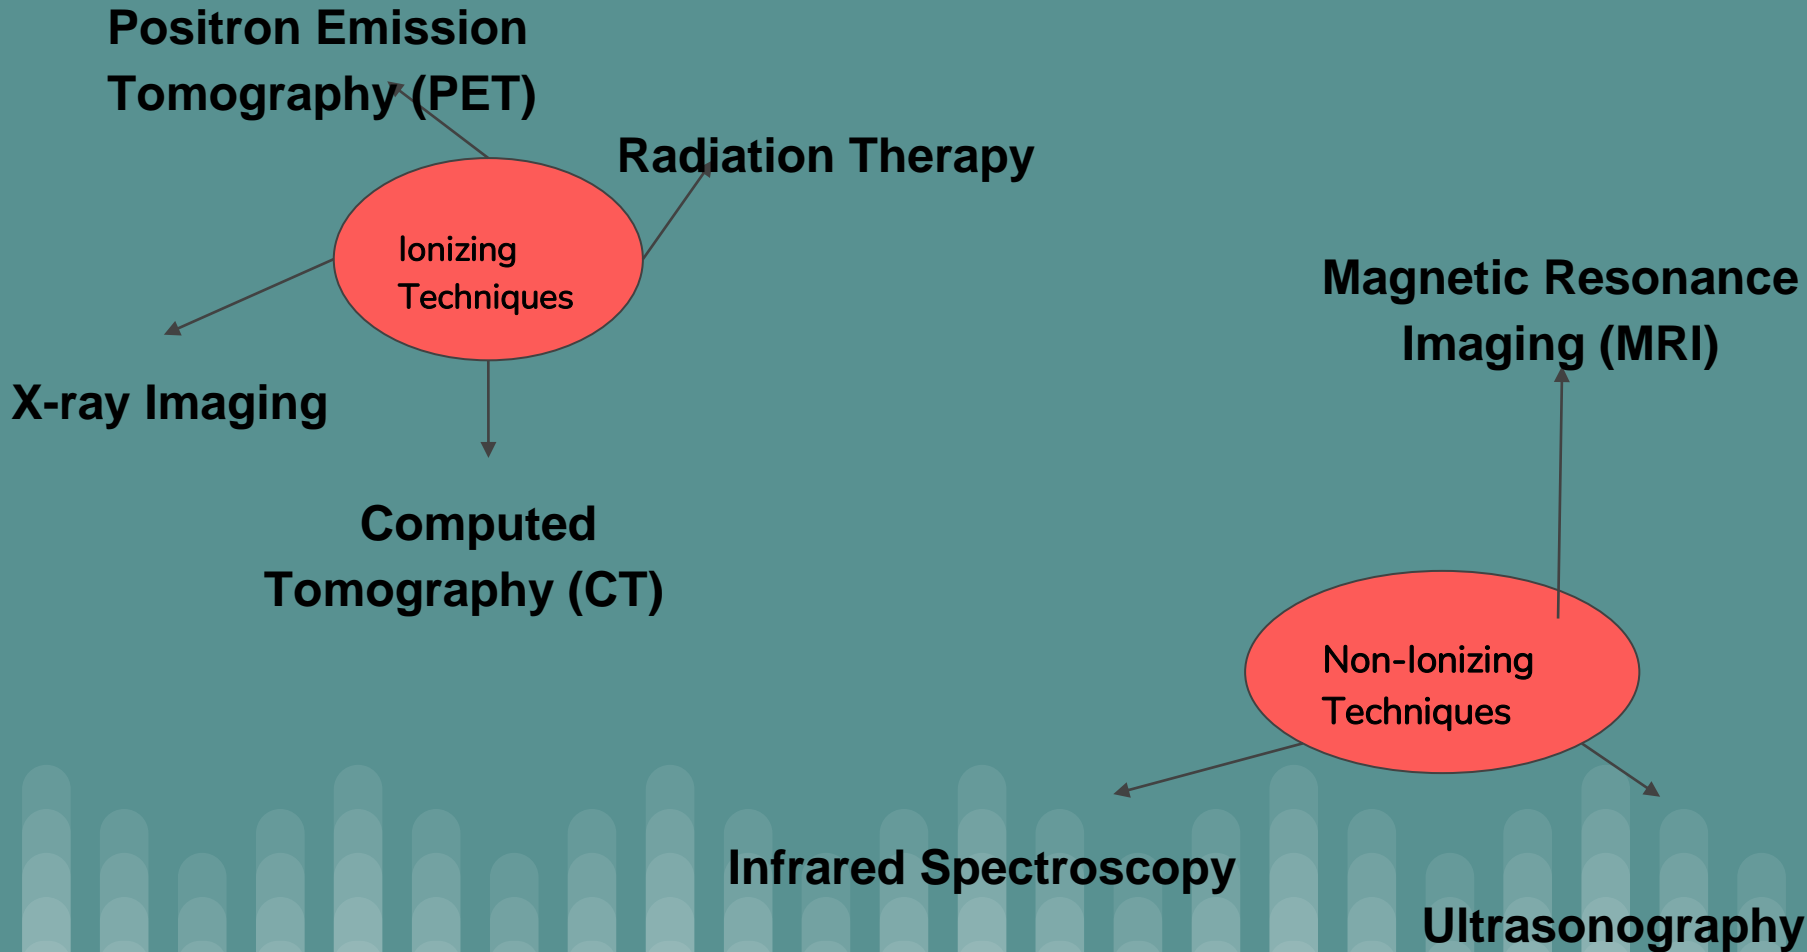 Positron Emission
Tomography (PET)
Radiation Therapy
Ionizing
Techniques
X-ray Imaging
Computed
Tomography (CT)
Magnetic Resonance
Imaging (MRI)
Non-Ionizing
Techniques
Infrared Spectroscopy
Ultrasonography